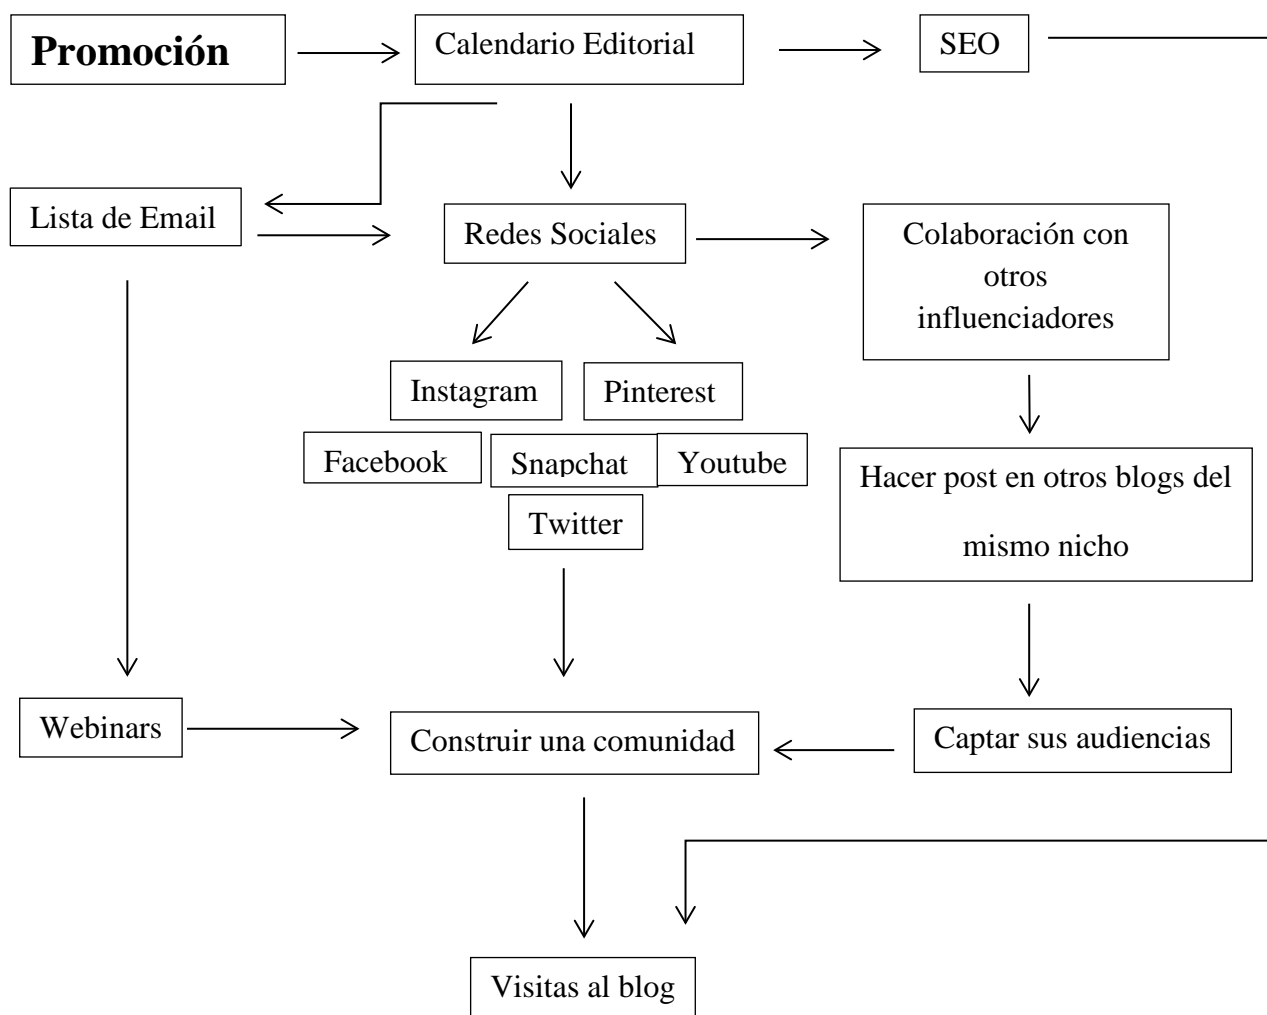 Promoción
Calendario Editorial
SEO
Lista de Email
Redes Sociales
Colaboración con
otros
influenciadores
Instagram
Pinterest
Facebook
Snapchat
Youtube
Twitter
Hacer post en otros blogs del
mismo nicho
Webinars
Construir una comunidad
Captar sus audiencias
Visitas al blog